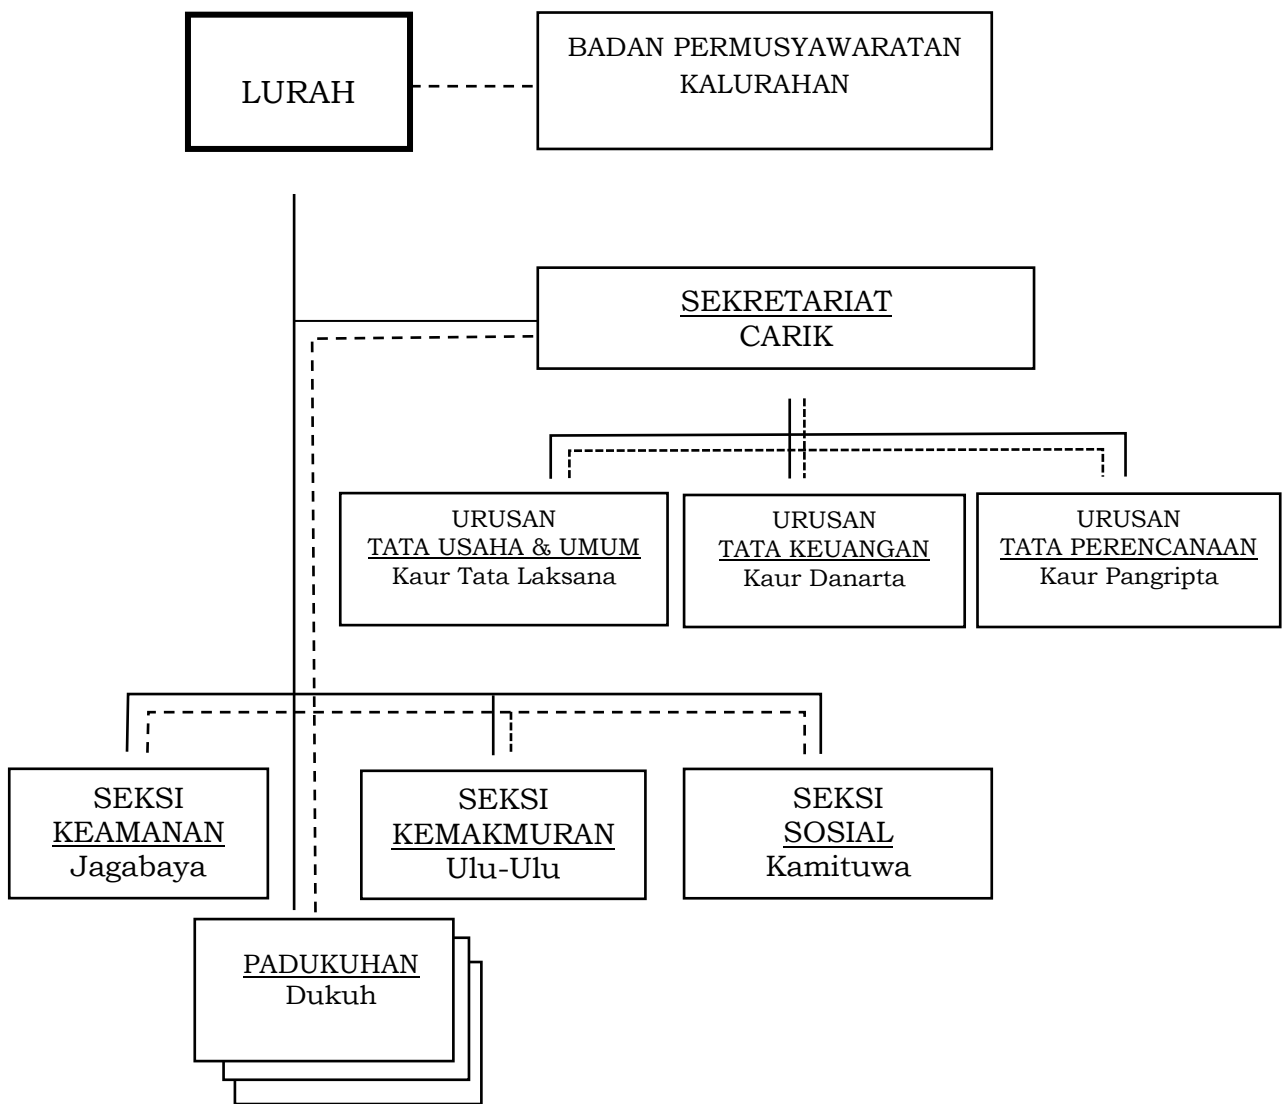 LURAH
BADAN PERMUSYAWARATAN
KALURAHAN
SEKRETARIAT
CARIK
URUSAN
TATA USAHA & UMUM
Kaur Tata Laksana
URUSAN
TATA KEUANGAN
Kaur Danarta
URUSAN
TATA PERENCANAAN
Kaur Pangripta
SEKSI
KEAMANAN
Jagabaya
SEKSI
KEMAKMURAN
Ulu-Ulu
SEKSI
SOSIAL
Kamituwa
PADUKUHAN
Dukuh